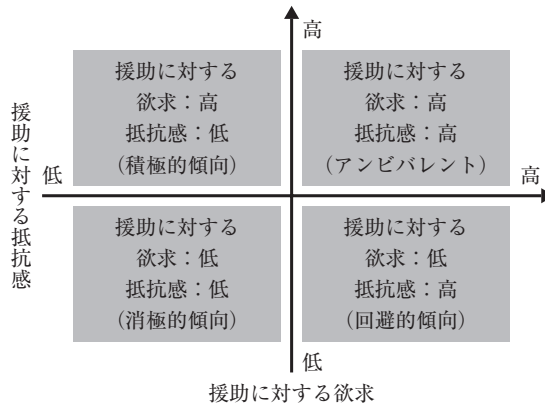 高
援助に対する
欲求：高
抵抗感：低
（積極的傾向）
援助に対する
欲求：高
抵抗感：高
（アンビバレント）
援助に対する抵抗感
低
高
援助に対する
欲求：低
抵抗感：低
（消極的傾向）
援助に対する
欲求：低
抵抗感：高
（回避的傾向）
低
援助に対する欲求